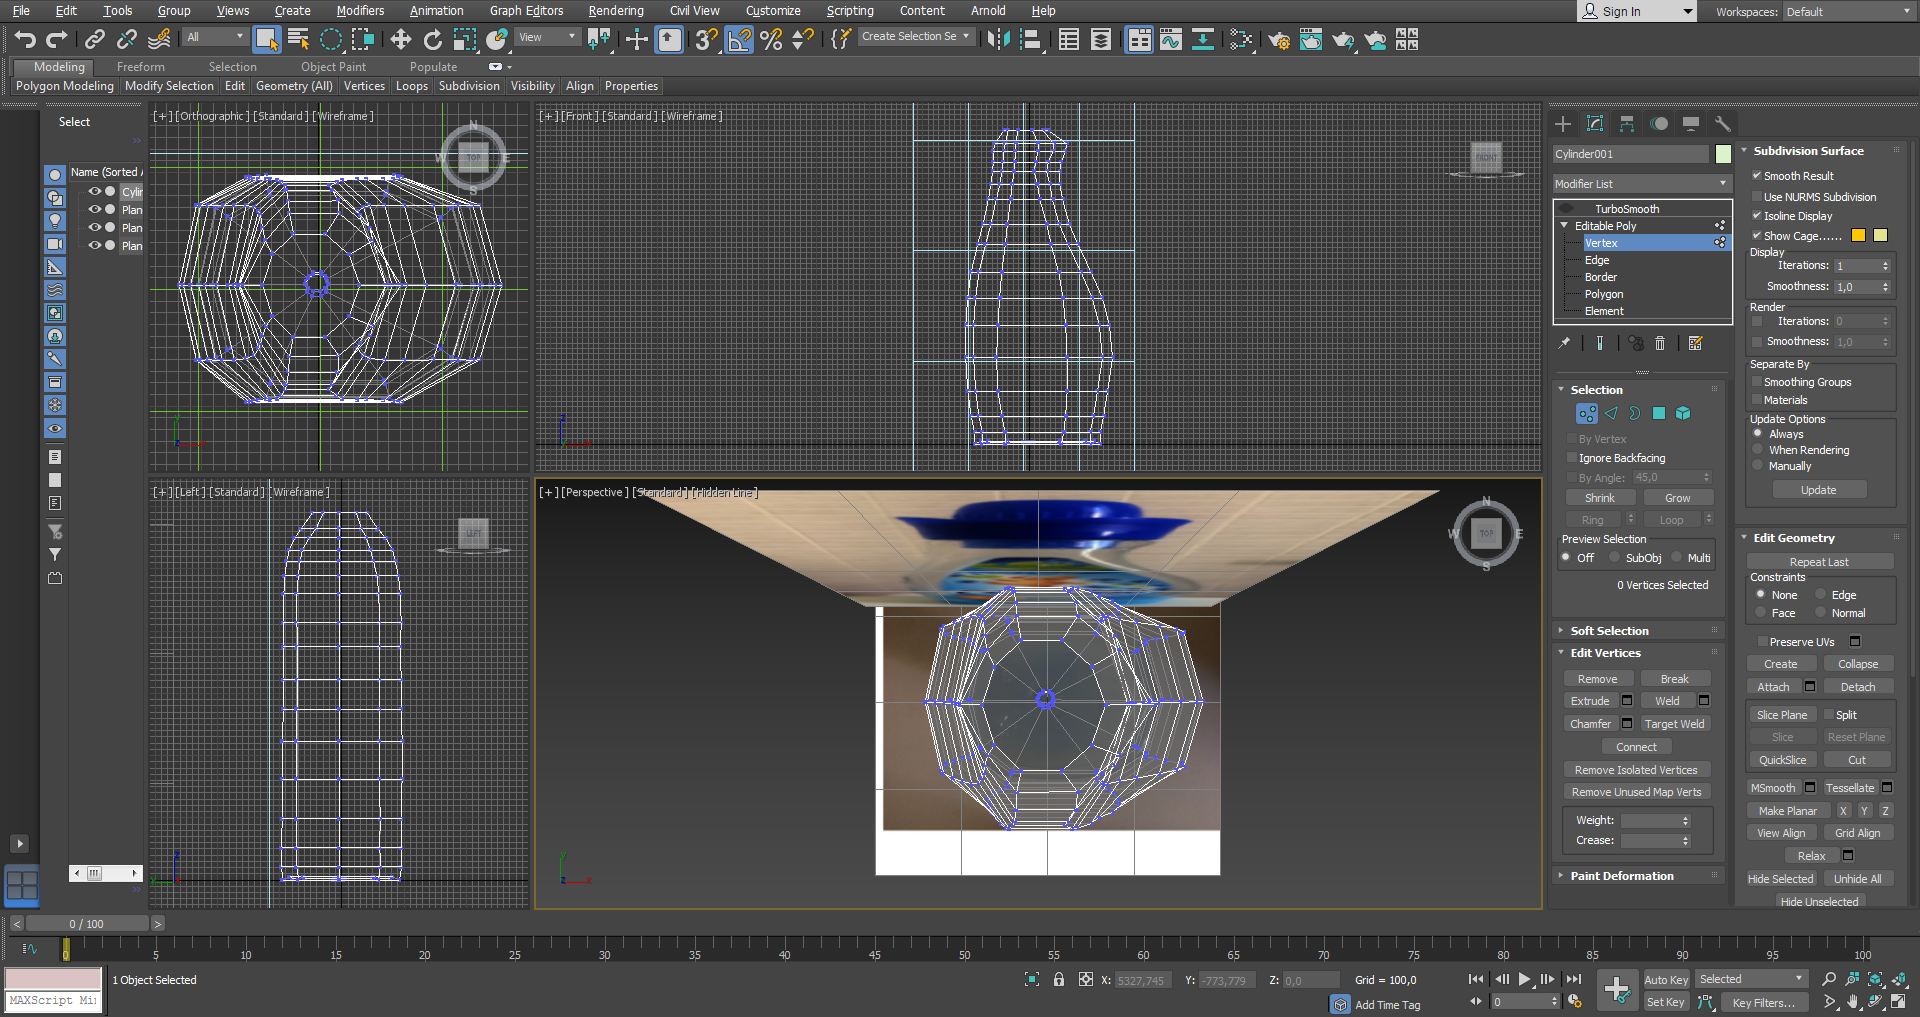 File Edit Tools Group Views Create Modifiers Animation Graph Editors Rendering Civil View Customize Scripting Content Arnold Help Sign In Workspaces: Default
All View 3 Create Selection Se
Modeling Freeform Selection Object Paint Populate
Polygon Modeling Modify Selection Edit Geometry (All) Vertices Loops Subdivision Visibility Align Properties
Select
Name (Sorted A
Cylin
Plan
Plan
Plan
[+] [Orthographic ] [Standard ] [Wireframe ]
N
W TOP E
S
[+] [Front ] [Standard ] [Wireframe ]
FRONT
[+] [Left ] [Standard ] [Wireframe ]
LEFT
[+] [Perspective ] [Standard ] [Hidden Line ]
N
W TOP E
S
Cylinder001
Modifier List
TurboSmooth
Editable Poly
Vertex
Edge
Border
Polygon
Element
Selection
By Vertex
Ignore Backfacing
By Angle: 45,0
Shrink Grow
Ring Loop
Preview Selection
Off SubObj Multi
0 Vertices Selected
Soft Selection
Edit Vertices
Remove Break
Extrude Weld
Chamfer Target Weld
Connect
Remove Isolated Vertices
Remove Unused Map Verts
Weight:
Crease:
Paint Deformation
Subdivision Surface
Smooth Result
Use NURMS Subdivision
Isoline Display
Show Cage......
Display
Iterations: 1
Smoothness: 1,0
Render
Iterations: 0
Smoothness: 1,0
Separate By
Smoothing Groups
Materials
Update Options
Always
When Rendering
Manually
Update
Edit Geometry
Repeat Last
Constraints
None Edge
Face Normal
Preserve UVs
Create Collapse
Attach Detach
Slice Plane Split
Slice Reset Plane
QuickSlice Cut
MSmooth Tessellate
Make Planar X Y Z
View Align Grid Align
Relax
Hide Selected Unhide All
Hide Unselected
< 0 / 100 >
0 5 10 15 20 25 30 35 40 45 50 55 60 65 70 75 80 85 90 95 100
1 Object Selected
X: 5327,745 Y: -773,779 Z: 0,0 Grid = 100,0
Auto Key Selected
MAXScript Mi
Add Time Tag
0
Set Key Key Filters...